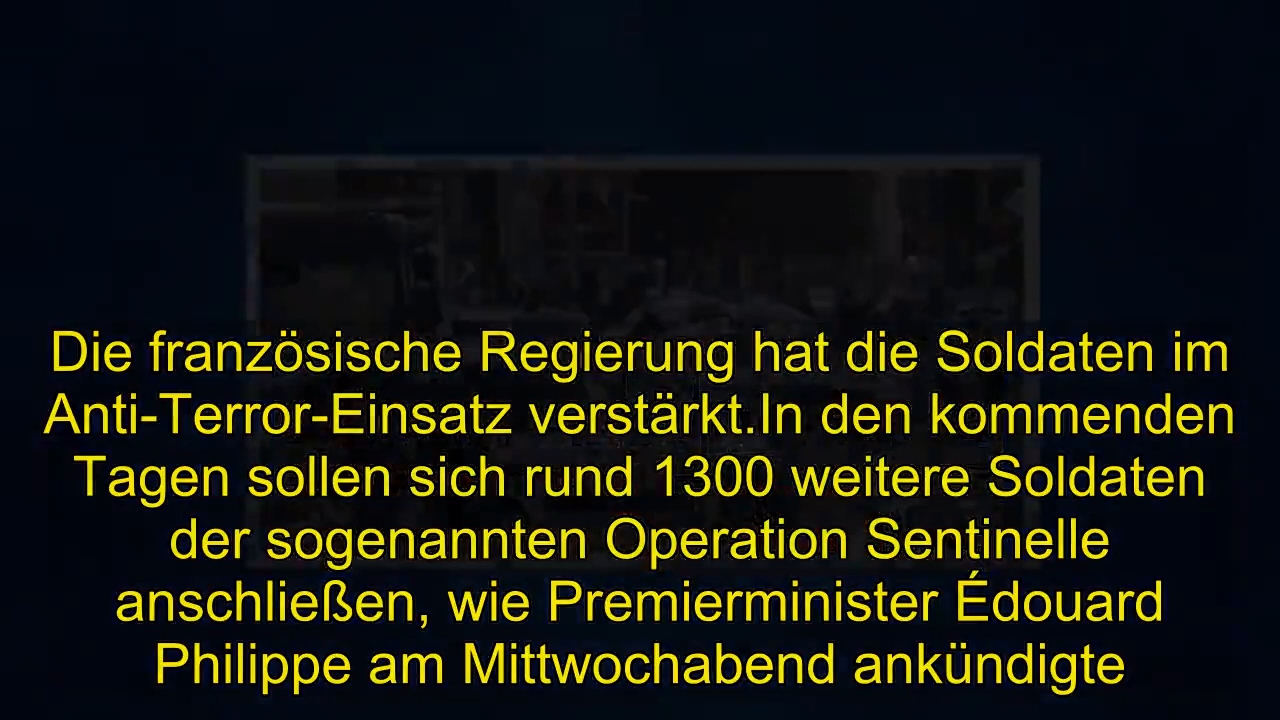 Die französische Regierung hat die Soldaten im
Anti-Terror-Einsatz verstärkt.In den kommenden
Tagen sollen sich rund 1300 weitere Soldaten
der sogenannten Operation Sentinelle
anschließen, wie Premierminister Édouard
Philippe am Mittwochabend ankündigte